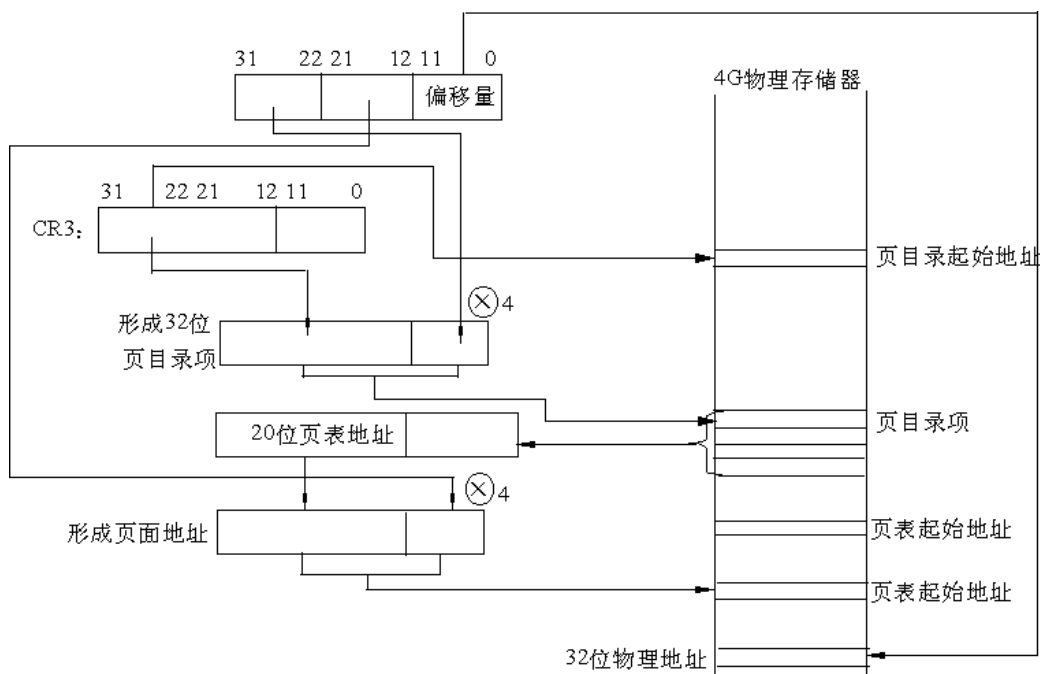 31 22 21 12 11 0
偏移量
4G物理存储器
31 22 21 12 11 0
CR3:
页目录起始地址
4
形成32位
页目录项
页目录项
20位页表地址
4
形成页面地址
页表起始地址
页表起始地址
32位物理地址